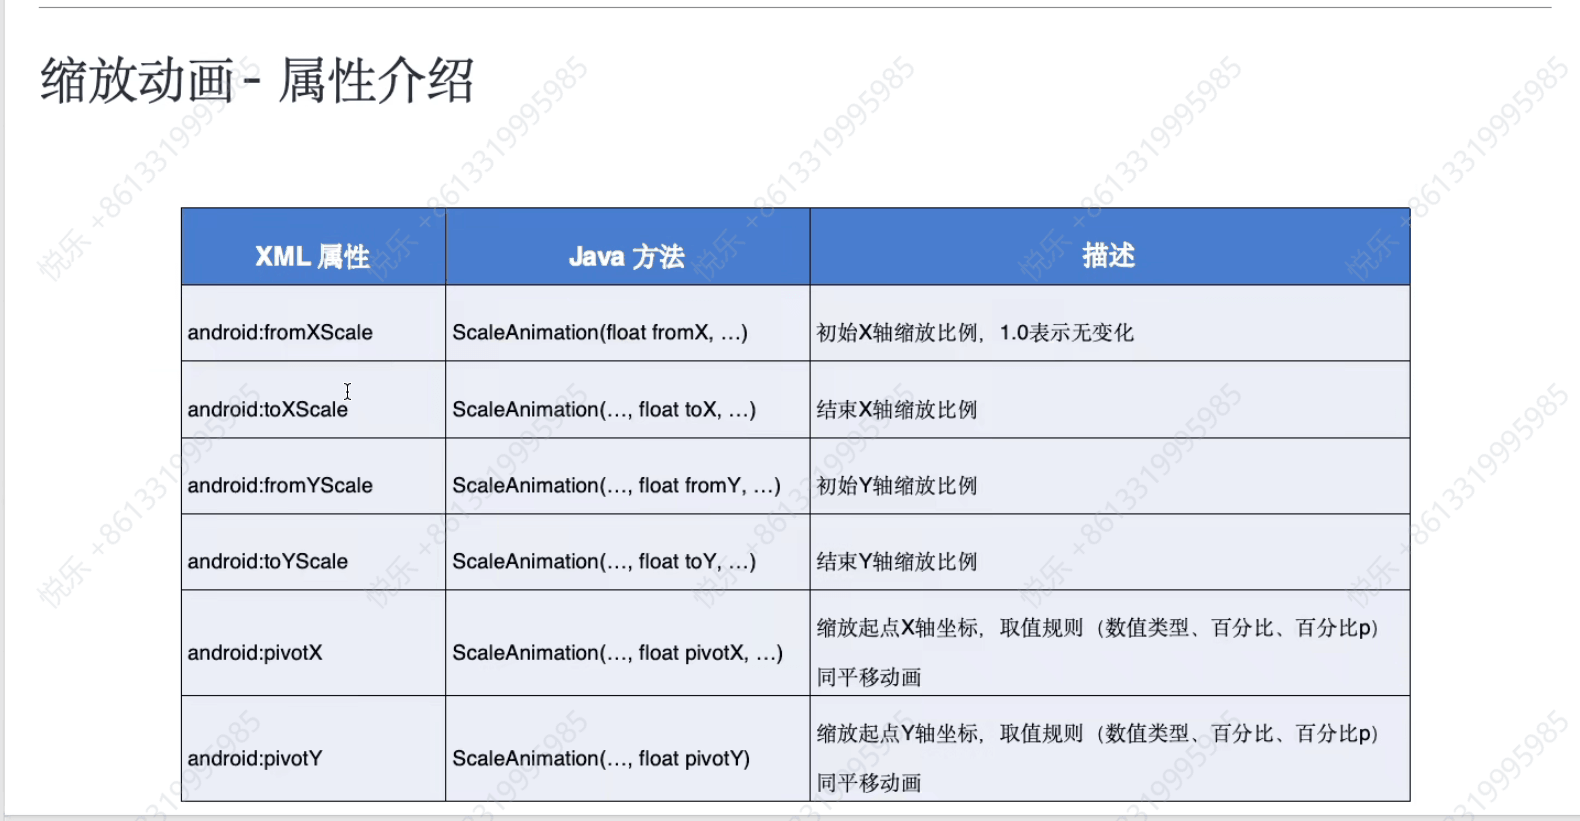 缩放动画- 属性介绍
XML 属性 Java 方法 描述
android:fromXScale ScaleAnimation(float fromX, …) 初始X轴缩放比例，1.0表示无变化
android:toXScale ScaleAnimation(…, float toX, …) 结束X轴缩放比例
android:fromYScale ScaleAnimation(…, float fromY, …) 初始Y轴缩放比例
android:toYScale ScaleAnimation(…, float toY, …) 结束Y轴缩放比例
android:pivotX ScaleAnimation(…, float pivotX, …) 缩放起点X轴坐标，取值规则（数值类型、百分比、百分比p）
同平移动画
android:pivotY ScaleAnimation(…, float pivotY) 缩放起点Y轴坐标，取值规则（数值类型、百分比、百分比p）
同平移动画
悦乐 +8613319995985